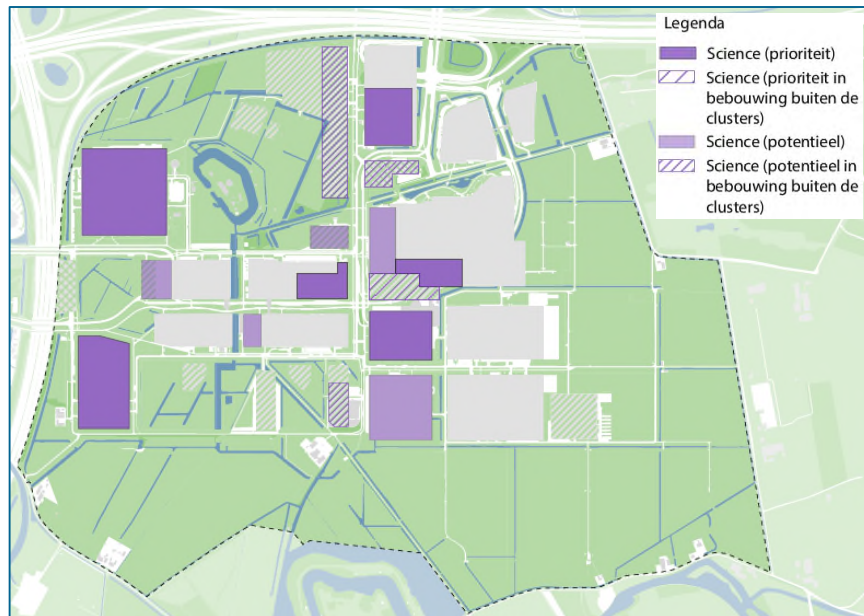 Legenda
Science (prioriteit)
Science (prioriteit in
bebouwing buiten de
clusters)
Science (potentieel)
Science (potentieel in
bebouwing buiten de
clusters)